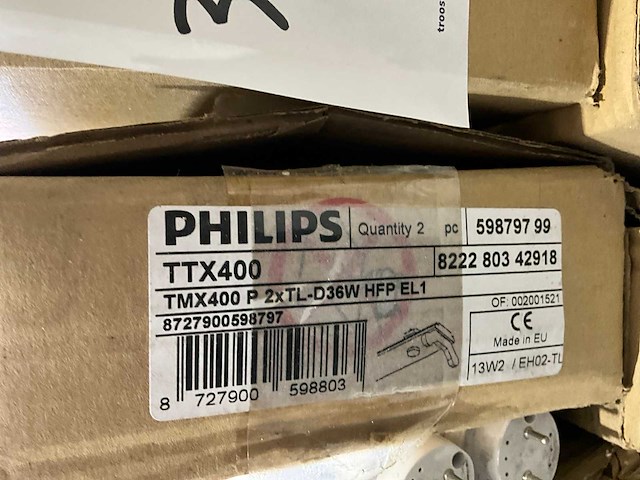 troos
PHILIPS Quantity 2 pc 598797 99
TTX400 8222 803 42918
TMX400 P 2xTL-D36W HFP EL1
OF: 002001521
8727900598797
CE
Made in EU
13W2 / EH02-TL
8 727900 598803